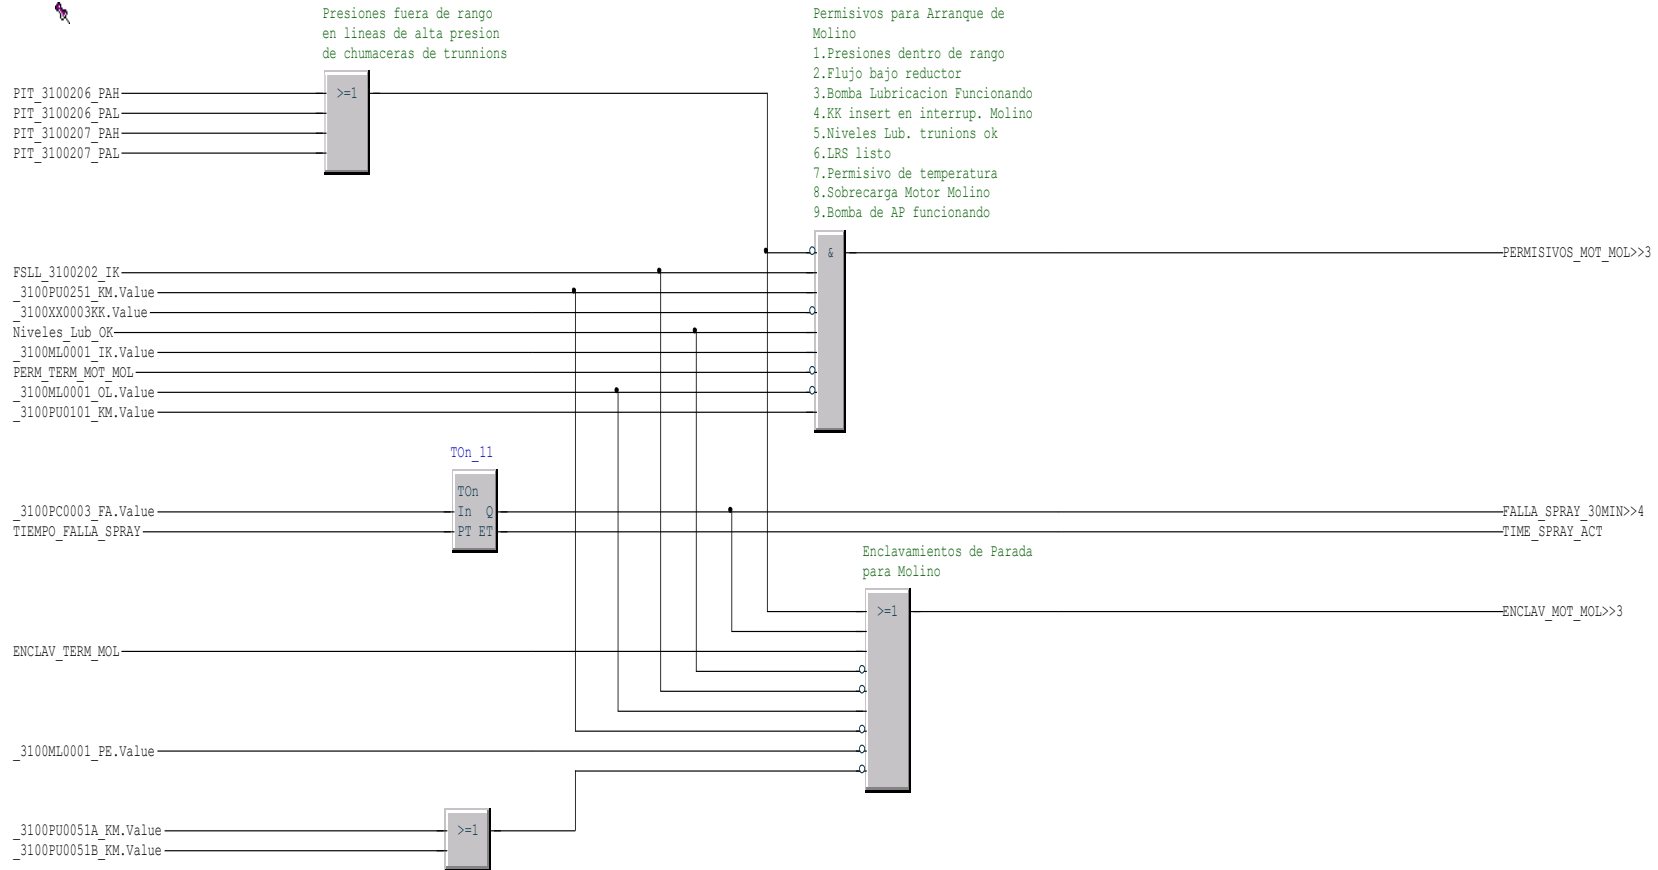 Presiones fuera de rango
en lineas de alta presion
de chumaceras de trunnions
PIT_3100206_PAH
PIT_3100206_PAL
PIT_3100207_PAH
PIT_3100207_PAL
>=1
Permisivos para Arranque de
Molino
1.Presiones dentro de rango
2.Flujo bajo reductor
3.Bomba Lubricacion Funcionando
4.KK insert en interrup. Molino
5.Niveles Lub. trunions ok
6.LRS listo
7.Permisivo de temperatura
8.Sobrecarga Motor Molino
9.Bomba de AP funcionando
&
PERMISIVOS_MOT_MOL>>3
FSLL_3100202_IK
_3100PU0251_KM.Value
_3100XX0003KK.Value
Niveles_Lub_OK
_3100ML0001_IK.Value
PERM_TERM_MOT_MOL
_3100ML0001_OL.Value
_3100PU0101_KM.Value
TOn_11
TOn
In Q
PT ET
_3100PC0003_FA.Value
TIEMPO_FALLA_SPRAY
FALLA_SPRAY_30MIN>>4
TIME_SPRAY_ACT
Enclavamientos de Parada
para Molino
>=1
ENCLAV_MOT_MOL>>3
ENCLAV_TERM_MOL
_3100ML0001_PE.Value
_3100PU0051A_KM.Value
_3100PU0051B_KM.Value
>=1